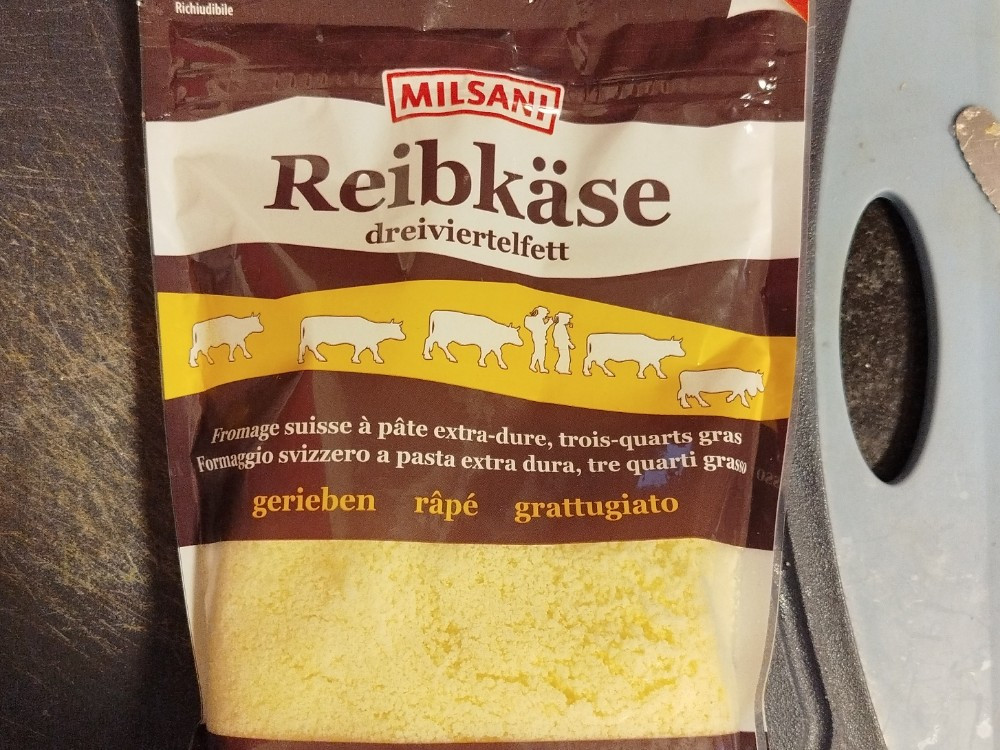 Richiudibile
MILSANI
Reibkäse
dreiviertelfett
Fromage suisse à pâte extra-dure, trois-quarts gras
Formaggio svizzero a pasta extra dura, tre quarti grasso
gerieben râpé grattugiato